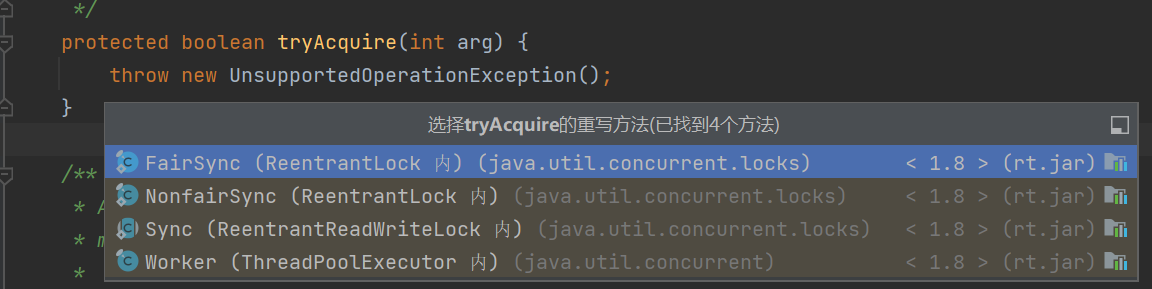 */
protected boolean tryAcquire(int arg) {
throw new UnsupportedOperationException();
}
选择tryAcquire的重写方法(已找到4个方法)
FairSync (ReentrantLock 内) (java.util.concurrent.locks) < 1.8 > (rt.jar)
NonfairSync (ReentrantLock 内) (java.util.concurrent.locks) < 1.8 > (rt.jar)
/**
Sync (ReentrantReadWriteLock 内) (java.util.concurrent.locks) < 1.8 > (rt.jar)
Worker (ThreadPoolExecutor 内) (java.util.concurrent) < 1.8 > (rt.jar)
*